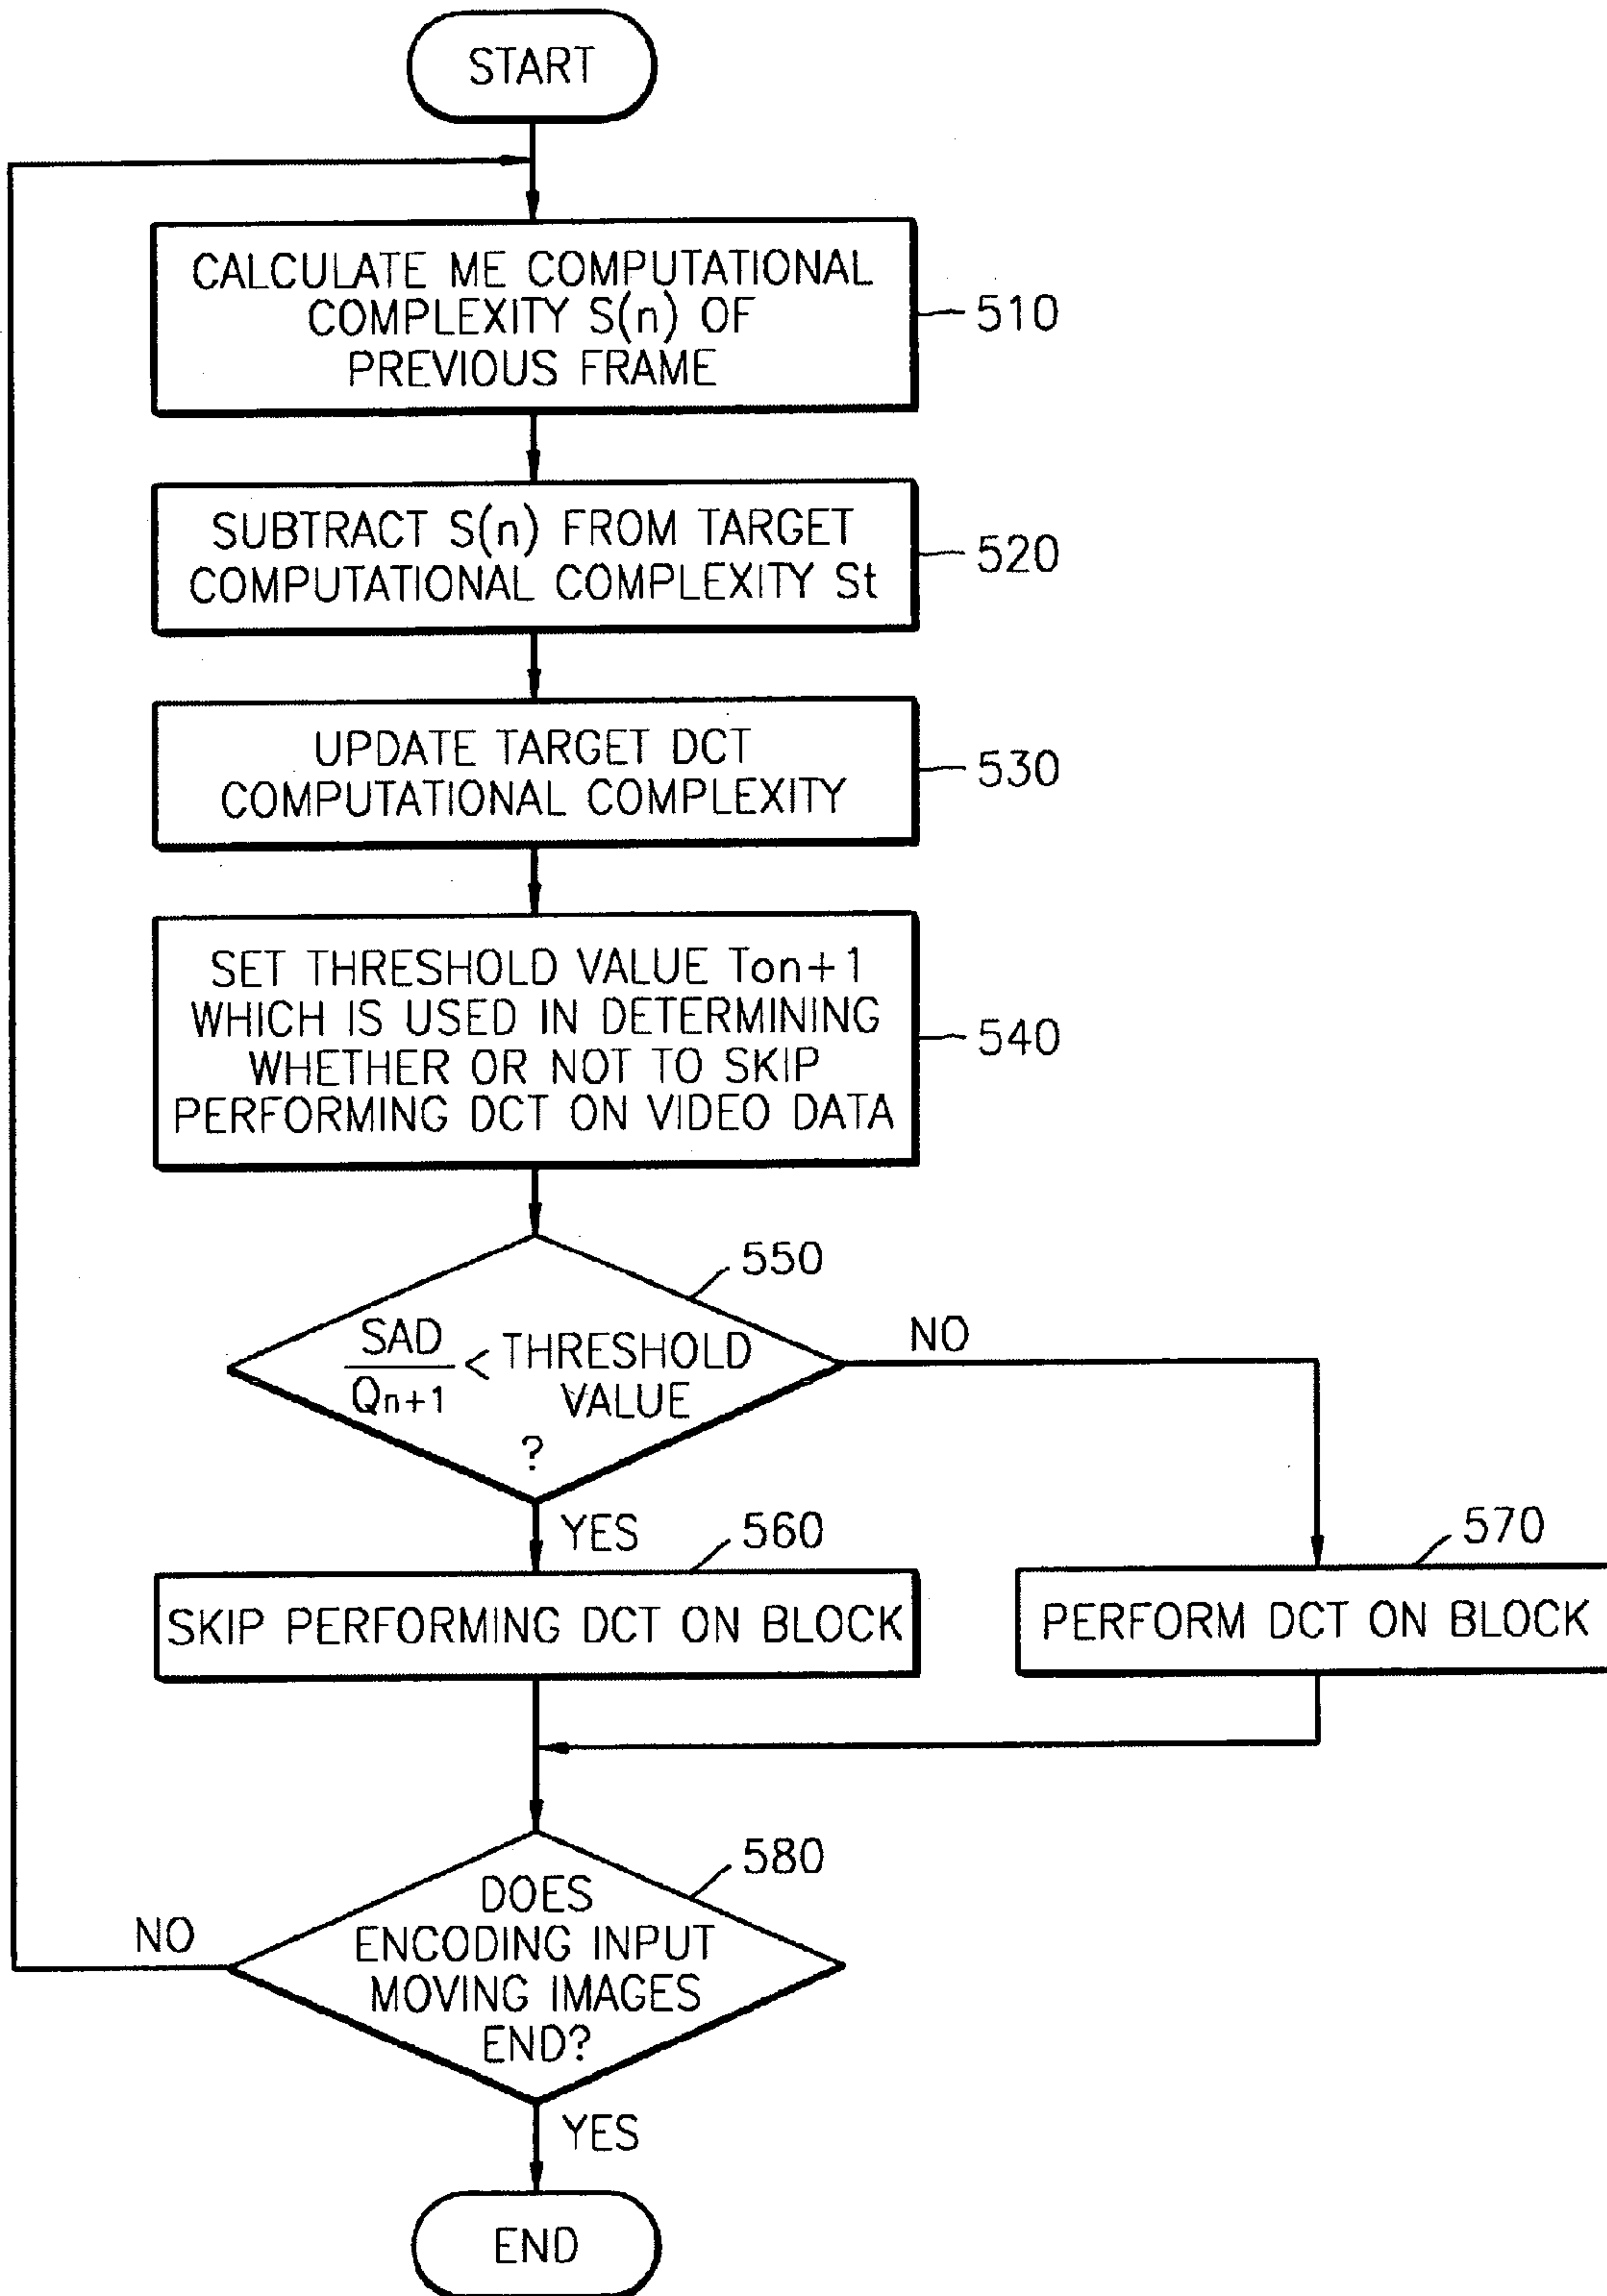 START
CALCULATE ME COMPUTATIONAL
COMPLEXITY S(n) OF
PREVIOUS FRAME
510
SUBTRACT S(n) FROM TARGET
COMPUTATIONAL COMPLEXITY St
520
UPDATE TARGET DCT
COMPUTATIONAL COMPLEXITY
530
SET THRESHOLD VALUE Ton+1
WHICH IS USED IN DETERMINING
WHETHER OR NOT TO SKIP
PERFORMING DCT ON VIDEO DATA
540
550
SAD
Qn+1
< THRESHOLD
VALUE
?
NO
YES
560
SKIP PERFORMING DCT ON BLOCK
570
PERFORM DCT ON BLOCK
580
DOES
ENCODING INPUT
MOVING IMAGES
END?
NO
YES
END